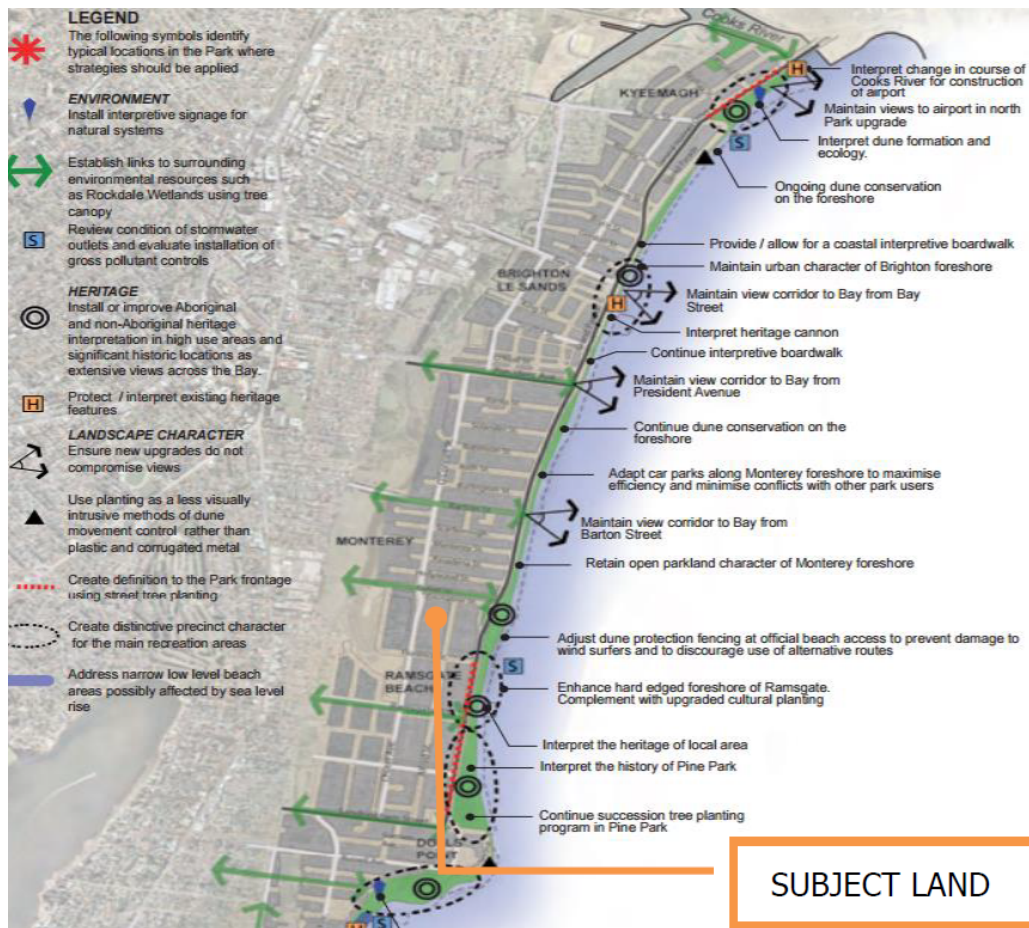 LEGEND
The following symbols identify
typical locations in the Park where
strategies should be applied
ENVIRONMENT
Install interpretive signage for
natural systems
Establish links to surrounding
environmental resources such
as Rockdale Wetlands using tree
canopy
S
Review condition of stormwater
outlets and evaluate installation of
gross pollutant controls
HERITAGE
Install or improve Aboriginal
and non-Aboriginal heritage
interpretation in high use areas and
significant historic locations as
extensive views across the Bay.
H
Protect / interpret existing heritage
features
LANDSCAPE CHARACTER
Ensure new upgrades do not
compromise views
Use planting as a less visually
intrusive methods of dune
movement control rather than
plastic and corrugated metal
Create definition to the Park frontage
using street tree planting
Create distinctive precinct character
for the main recreation areas
Address narrow low level beach
areas possibly affected by sea level
rise
Cooks River
H
KYEEMAGH
Interpret change in course of
Cooks River for construction
of airport
Maintain views to airport in north
Park upgrade
Interpret dune formation and
ecology.
S
Ongoing dune conservation
on the foreshore
Provide / allow for a coastal interpretive boardwalk
BRIGHTON
LE SANDS
Maintain urban character of Brighton foreshore
Maintain view corridor to Bay from Bay
Street
H
Interpret heritage cannon
Continue interpretive boardwalk
Maintain view corridor to Bay from
President Avenue
Continue dune conservation on the
foreshore
Adapt car parks along Monterey foreshore to maximise
efficiency and minimise conflicts with other park users
Maintain view corridor to Bay from
Barton Street
MONTEREY
Retain open parkland character of Monterey foreshore
Adjust dune protection fencing at official beach access to prevent damage to
wind surfers and to discourage use of alternative routes
S
RAMSGATE
BEACH
Enhance hard edged foreshore of Ramsgate.
Complement with upgraded cultural planting
Interpret the heritage of local area
Interpret the history of Pine Park
Continue succession tree planting
program in Pine Park
DOLLS
POINT
SUBJECT LAND
H
S